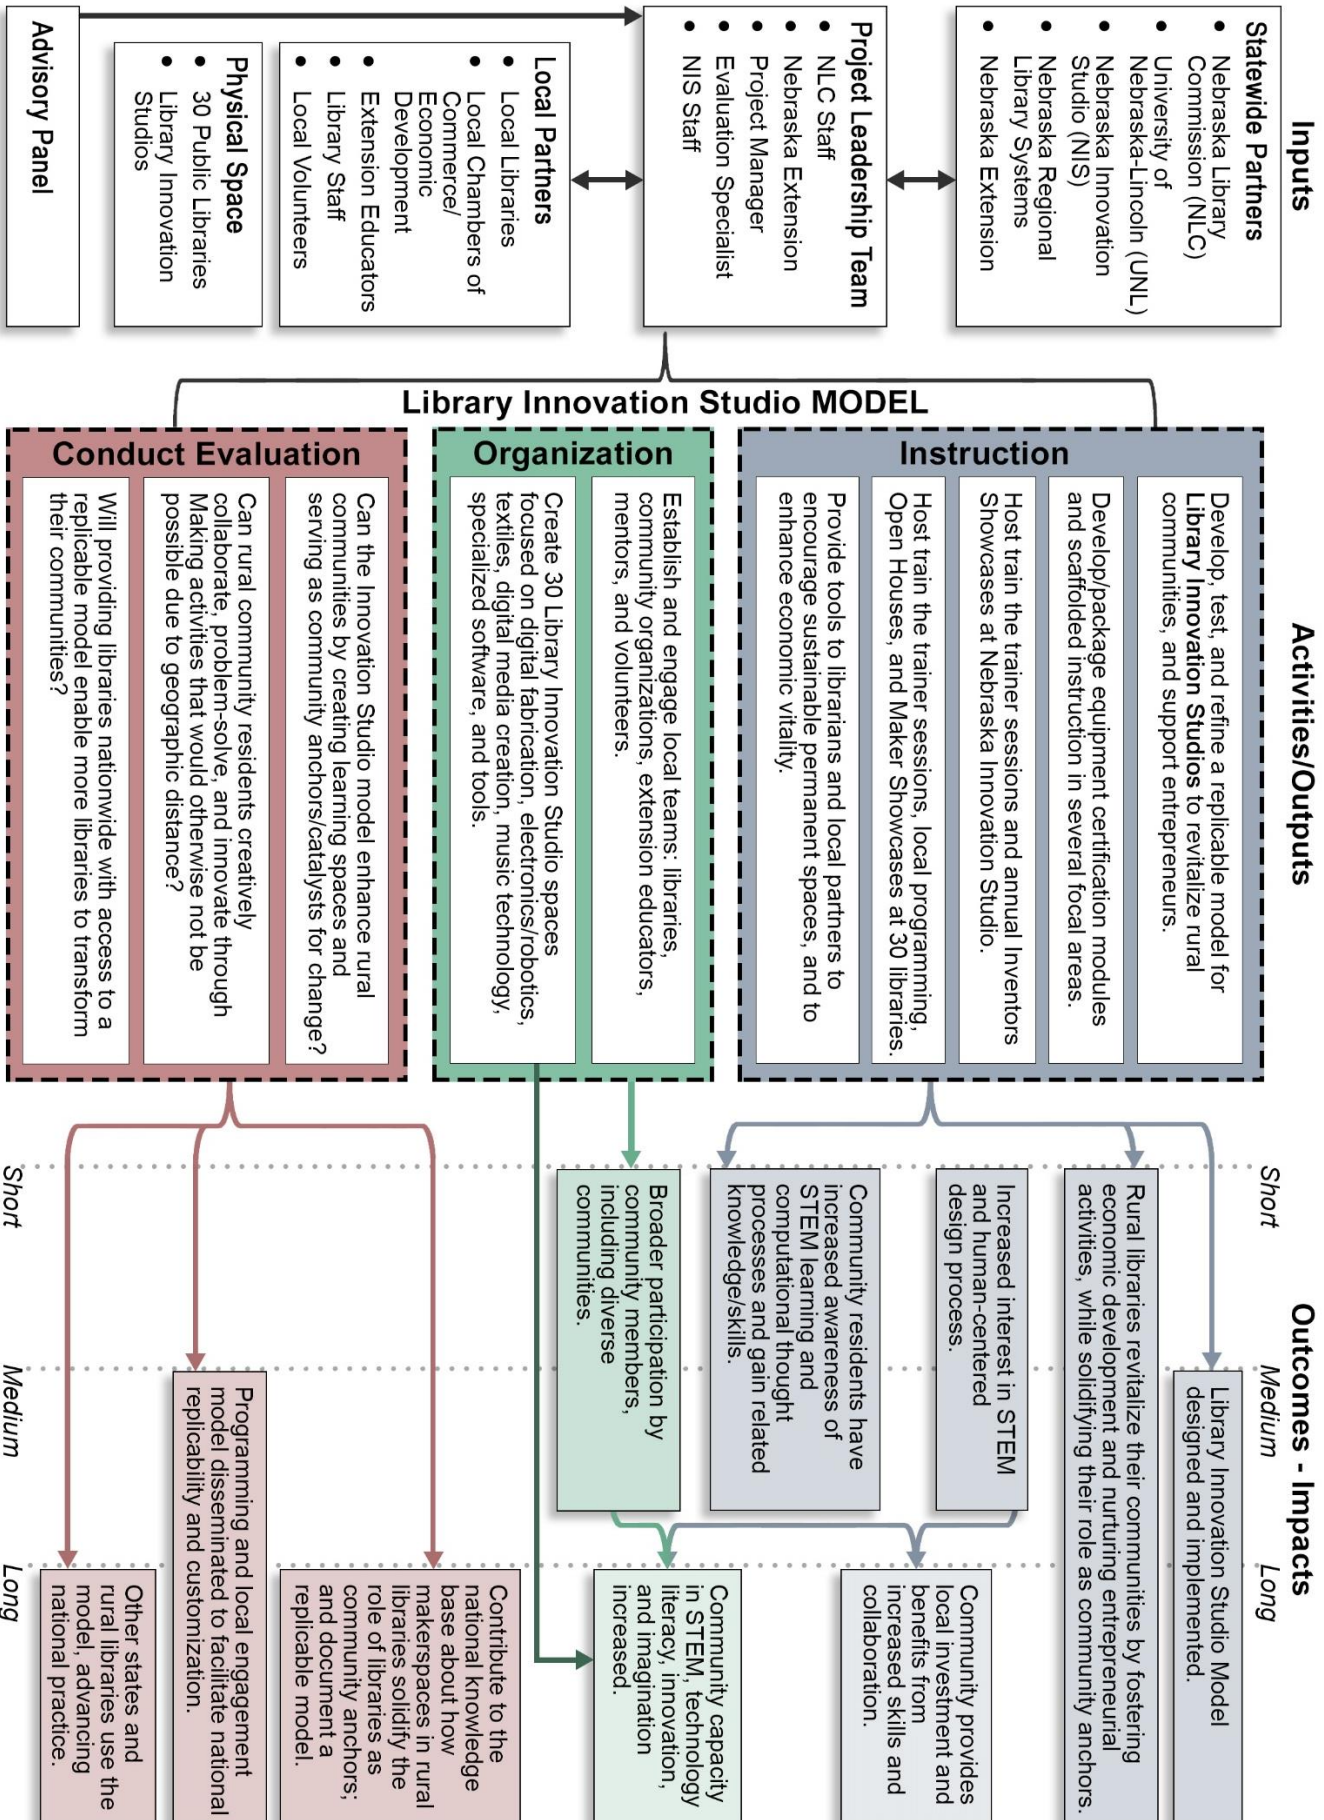 Inputs
Statewide Partners
• Nebraska Library
Commission (NLC)
• University of
Nebraska-Lincoln (UNL)
• Nebraska Innovation
Studio (NIS)
• Nebraska Regional
Library Systems
• Nebraska Extension
Project Leadership Team
• NLC Staff
• Nebraska Extension
• Project Manager
• Evaluation Specialist
• NIS Staff
Local Partners
• Local Libraries
• Local Chambers of
Commerce/
Economic
Development
• Extension Educators
• Library Staff
• Local Volunteers
Physical Space
• 30 Public Libraries
• Library Innovation
Studios
Advisory Panel
Activities/Outputs
Library Innovation Studio MODEL
Instruction
Develop, test, and refine a replicable model for
Library Innovation Studios to revitalize rural
communities, and support entrepreneurs.
Develop/package equipment certification modules
and scaffolded instruction in several focal areas.
Host train the trainer sessions and annual Inventors
Showcases at Nebraska Innovation Studio.
Host train the trainer sessions, local programming,
Open Houses, and Maker Showcases at 30 libraries.
Provide tools to librarians and local partners to
encourage sustainable permanent spaces, and to
enhance economic vitality.
Organization
Establish and engage local teams: libraries,
community organizations, extension educators,
mentors, and volunteers.
Create 30 Library Innovation Studio spaces
focused on digital fabrication, electronics/robotics,
textiles, digital media creation, music technology,
specialized software, and tools.
Conduct Evaluation
Can the Innovation Studio model enhance rural
communities by creating learning spaces and
serving as community anchors/catalysts for change?
Can rural community residents creatively
collaborate, problem-solve, and innovate through
Making activities that would otherwise not be
possible due to geographic distance?
Will providing libraries nationwide with access to a
replicable model enable more libraries to transform
their communities?
Outcomes - Impacts
Short
Medium
Long
Library Innovation Studio Model
designed and implemented.
Rural libraries revitalize their communities by fostering
economic development and nurturing entrepreneurial
activities, while solidifying their role as community anchors.
Increased interest in STEM
and human-centered
design process.
Community residents have
increased awareness of
STEM learning and
computational thought
processes and gain related
knowledge/skills.
Community provides
local investment and
benefits from
increased skills and
collaboration.
Broader participation by
community members,
including diverse
communities.
Community capacity
in STEM, technology
literacy, innovation,
and imagination
increased.
Contribute to the
national knowledge
base about how
makerspaces in rural
libraries solidify the
role of libraries as
community anchors;
and document a
replicable model.
Programming and local engagement
model disseminated to facilitate national
replicability and customization.
Other states and
rural libraries use the
model, advancing
national practice.
Short
Medium
Long